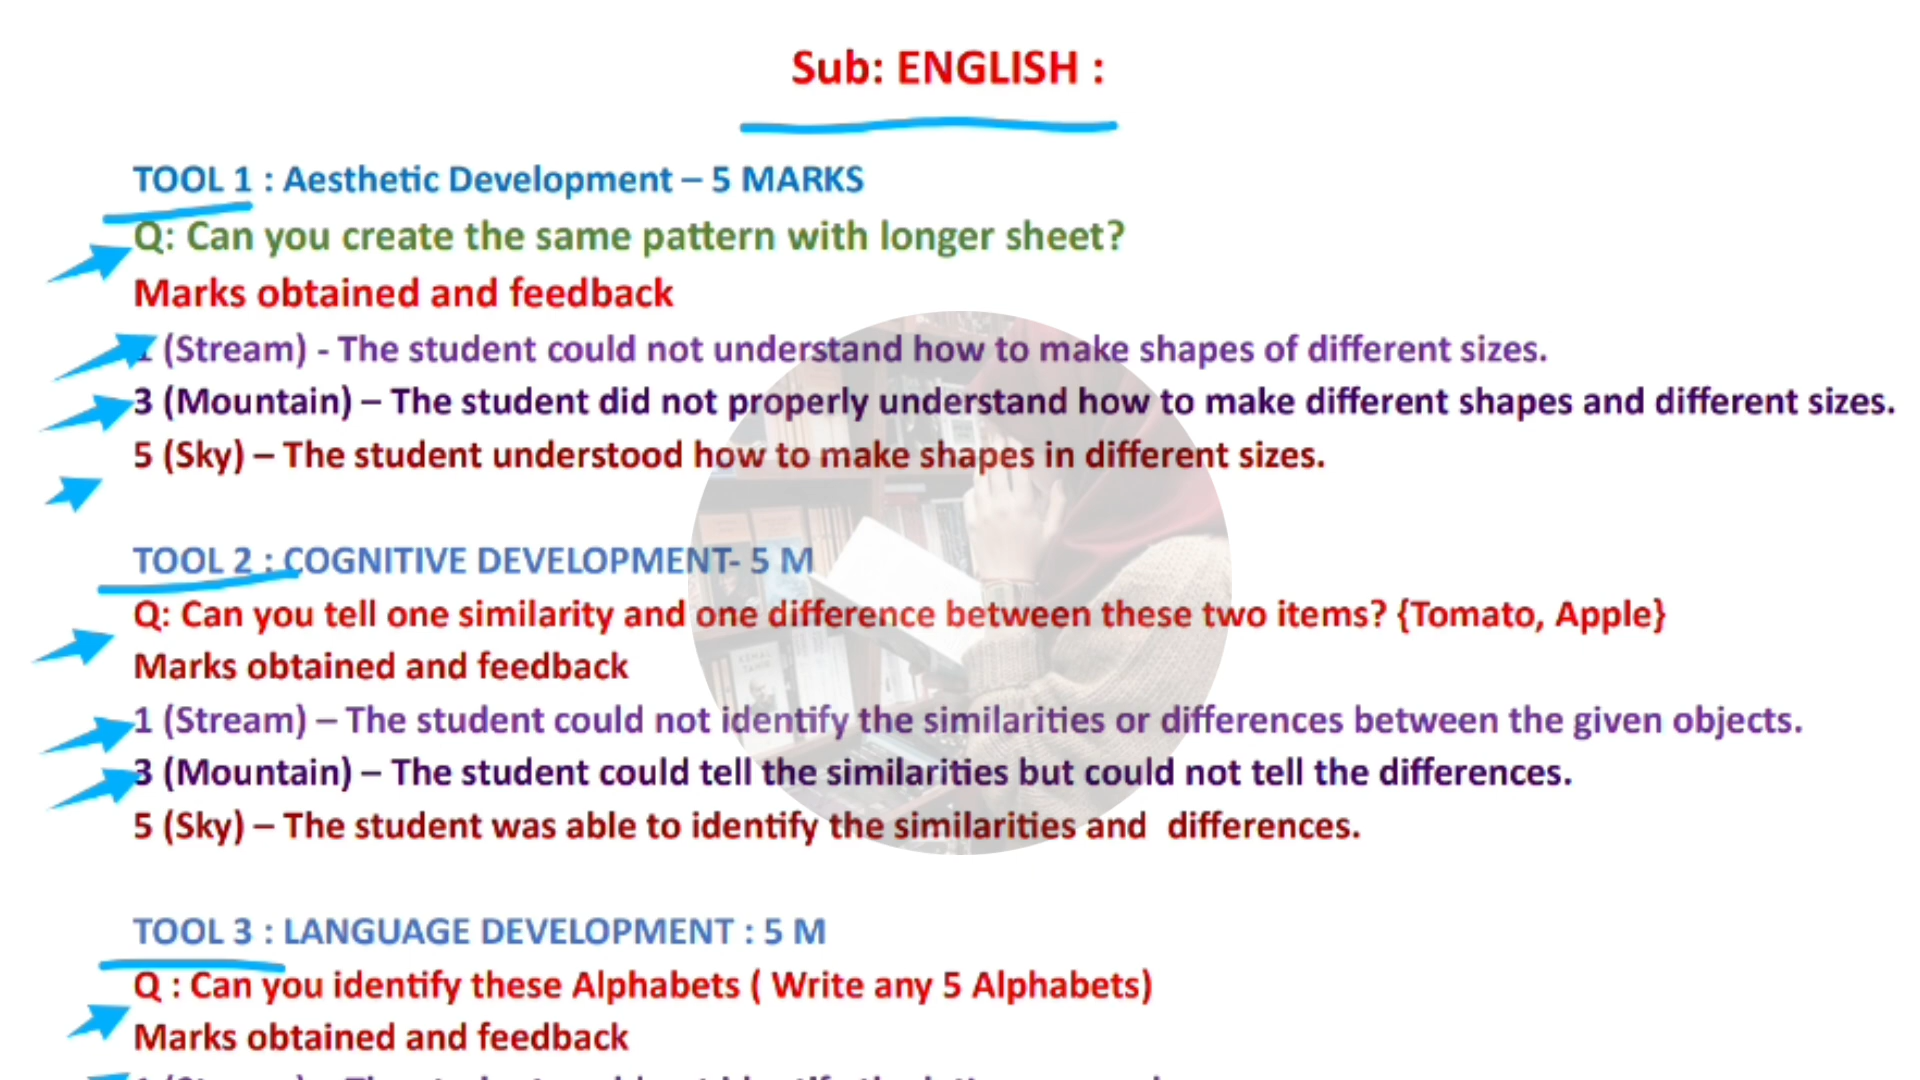 Sub: ENGLISH :
TOOL 1 : Aesthetic Development – 5 MARKS
Q: Can you create the same pattern with longer sheet?
Marks obtained and feedback
1 (Stream) - The student could not understand how to make shapes of different sizes.
3 (Mountain) – The student did not properly understand how to make different shapes and different sizes.
5 (Sky) – The student understood how to make shapes in different sizes.
TOOL 2 : COGNITIVE DEVELOPMENT- 5 M
Q: Can you tell one similarity and one difference between these two items? {Tomato, Apple}
Marks obtained and feedback
1 (Stream) – The student could not identify the similarities or differences between the given objects.
3 (Mountain) – The student could tell the similarities but could not tell the differences.
5 (Sky) – The student was able to identify the similarities and  differences.
TOOL 3 : LANGUAGE DEVELOPMENT : 5 M
Q : Can you identify these Alphabets ( Write any 5 Alphabets)
Marks obtained and feedback